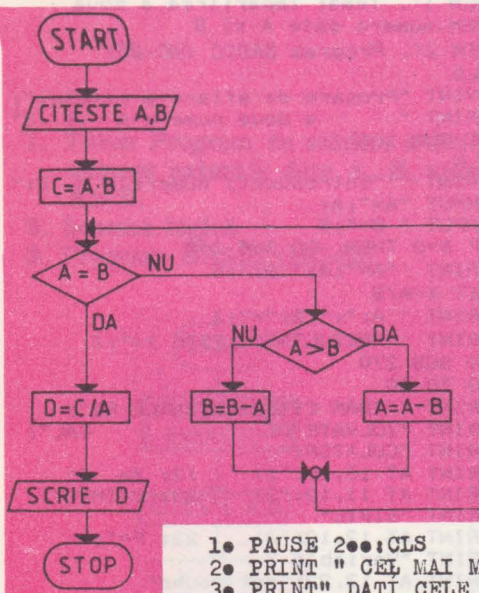 START
CITESTE A,B
C=A·B
A = B
NU
DA
A>B
NU
DA
B=B-A
A=A-B
D=C/A
SCRIE D
STOP
1● PAUSE 2●●:CLS
2● PRINT " CEL MAI M
3● PRINT" DATI CELE